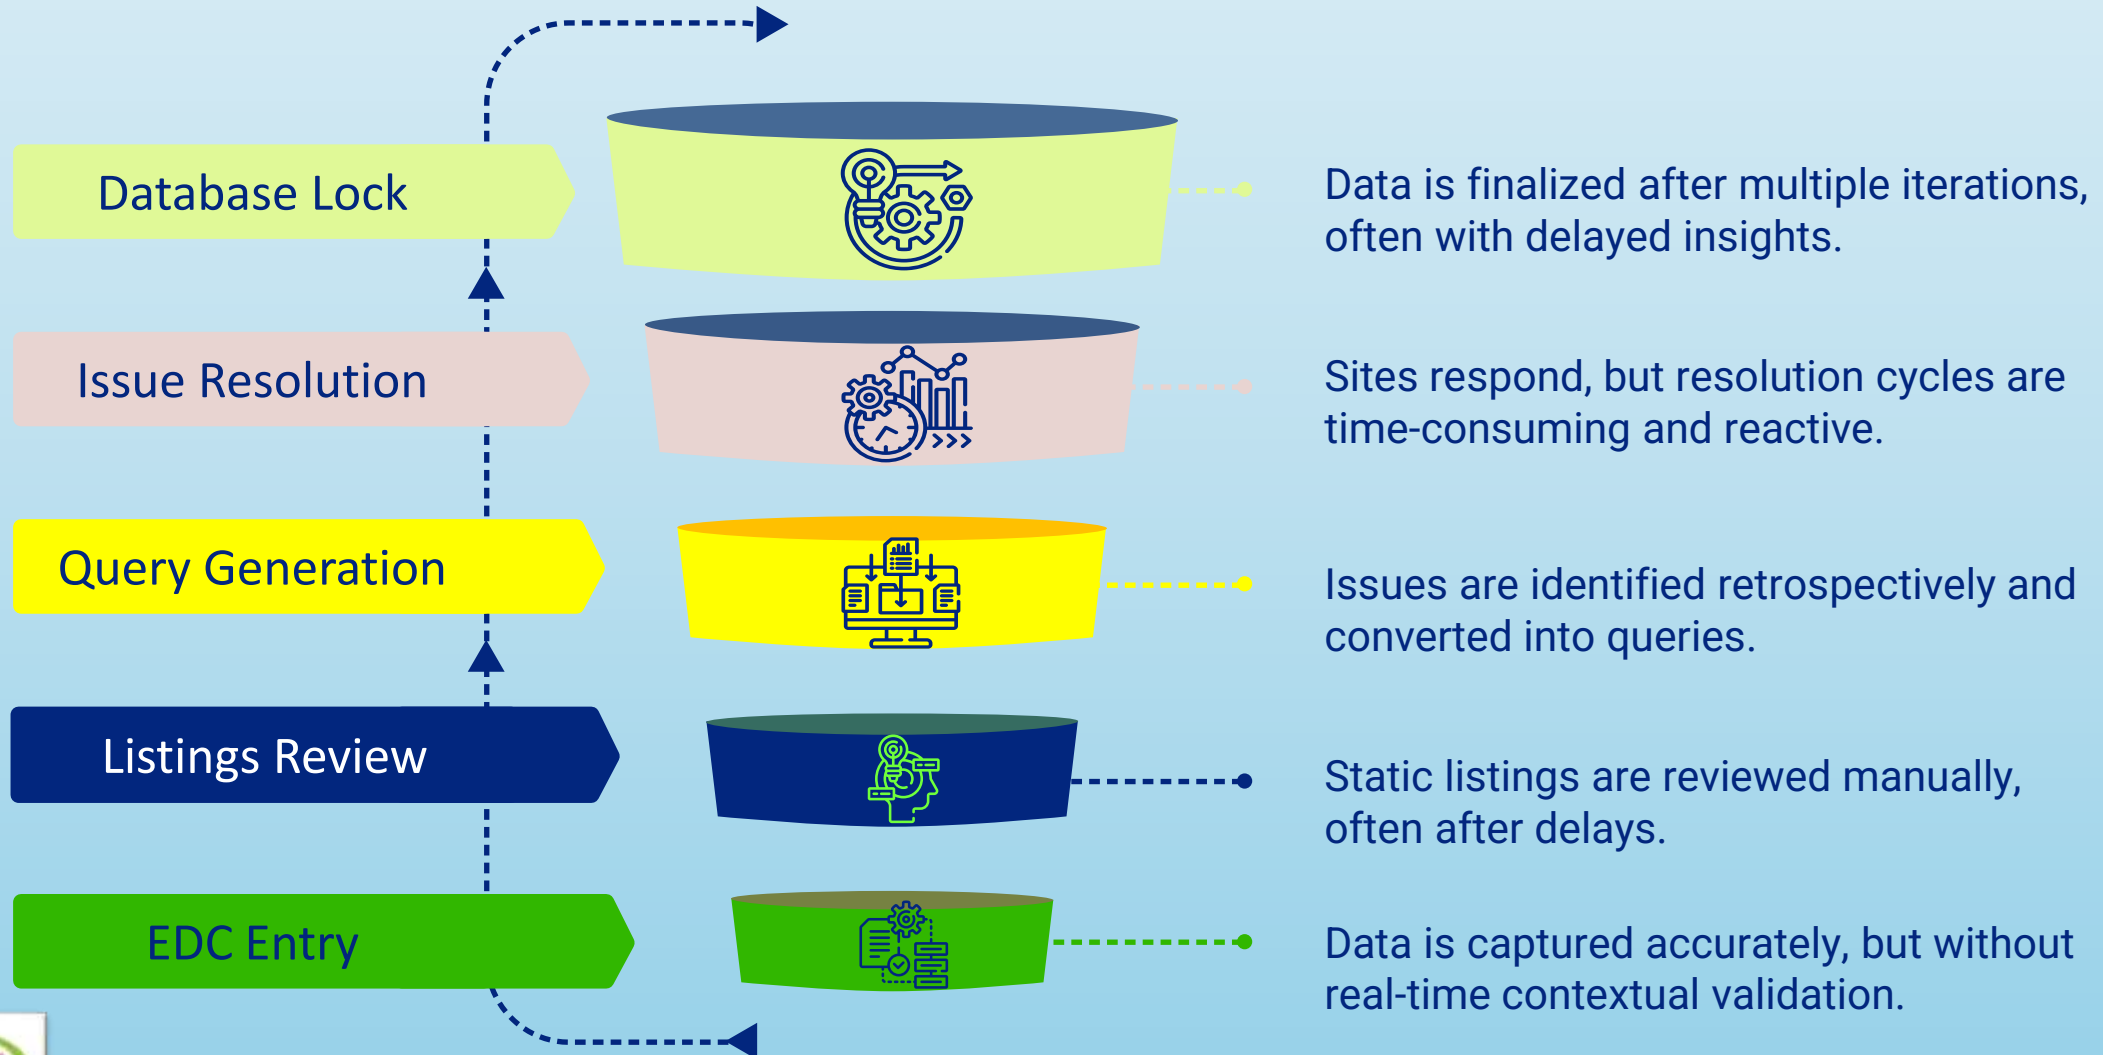 Database Lock
Data is finalized after multiple iterations,
often with delayed insights.
Issue Resolution
Sites respond, but resolution cycles are
time-consuming and reactive.
Query Generation
Issues are identified retrospectively and
converted into queries.
Listings Review
Static listings are reviewed manually,
often after delays.
EDC Entry
Data is captured accurately, but without
real-time contextual validation.